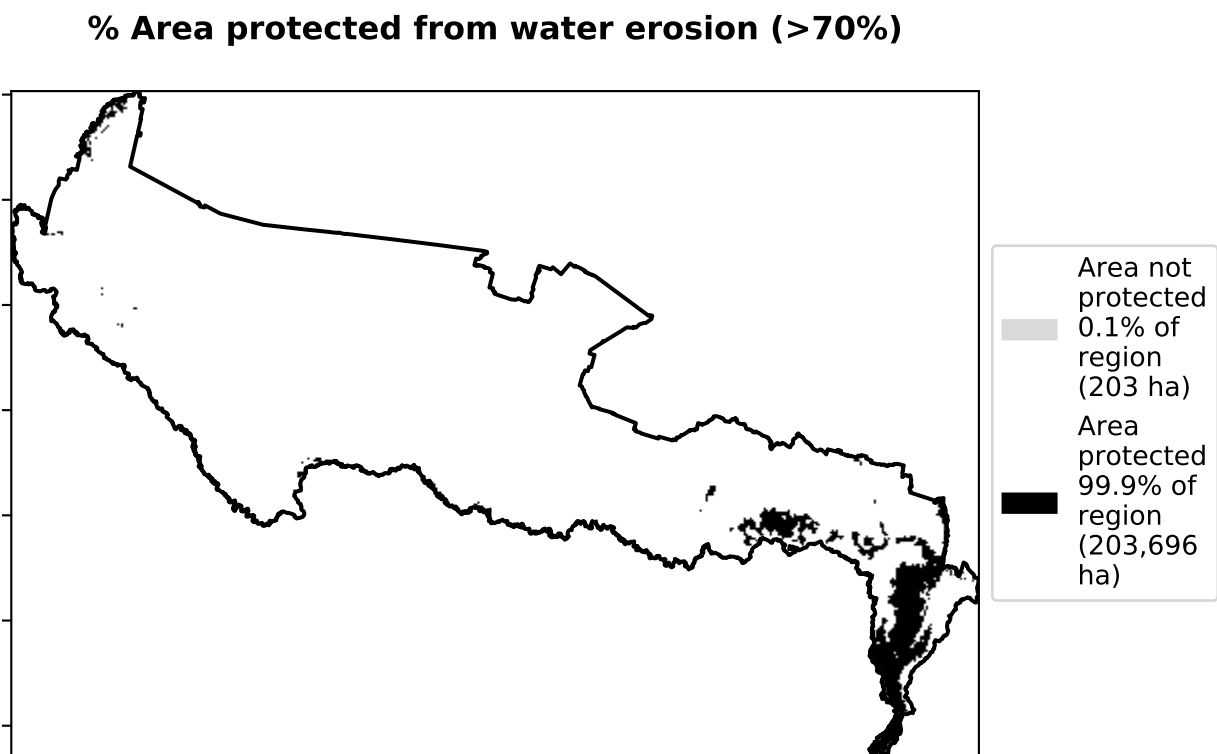 % Area protected from water erosion (>70%)
Area not
protected
0.1% of
region
(203 ha)
Area
protected
99.9% of
region
(203,696
ha)